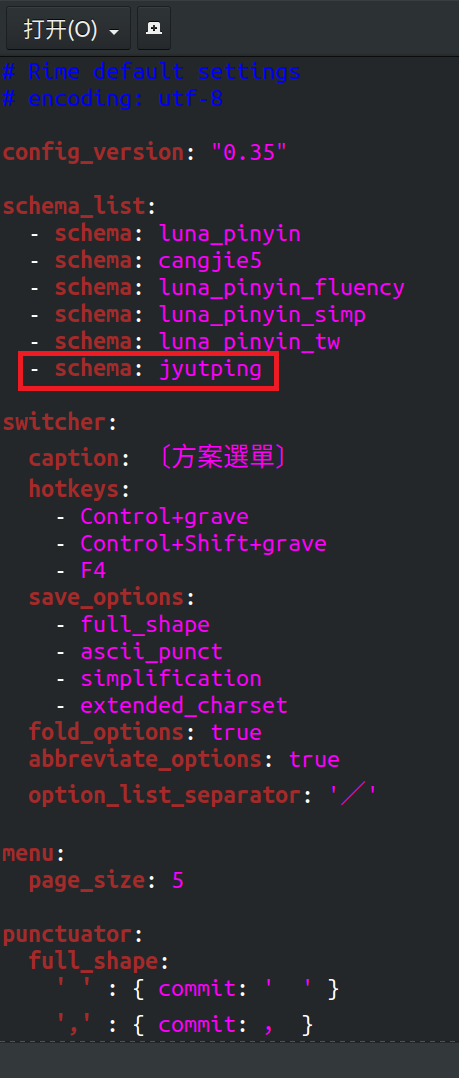 打开(O)
# Rime default settings
# encoding: utf-8
config_version: "0.35"
schema_list:
- schema: luna_pinyin
- schema: cangjie5
- schema: luna_pinyin_fluency
- schema: luna_pinyin_simp
- schema: luna_pinyin_tw
- schema: jyutping
switcher:
caption: 〔方案選單〕
hotkeys:
- Control+grave
- Control+Shift+grave
- F4
save_options:
- full_shape
- ascii_punct
- simplification
- extended_charset
fold_options: true
abbreviate_options: true
option_list_separator: '／'
menu:
page_size: 5
punctuator:
full_shape:
' ' : { commit: '　' }
',' : { commit: ， }